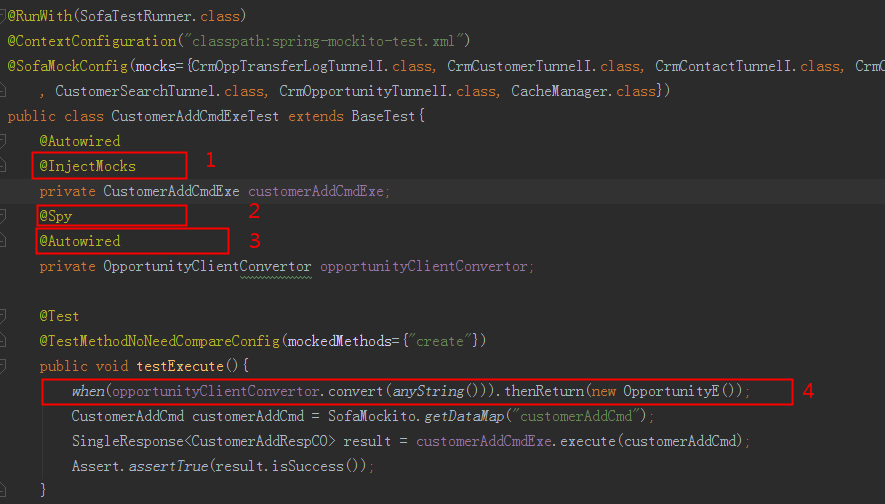 @RunWith(SofaTestRunner.class)
@ContextConfiguration("classpath:spring-mockito-test.xml")
@SofaMockConfig(mocks={CrmOppTransferLogTunnelI.class, CrmCustomerTunnelI.class, CrmContactTunnelI.class, Crm
, CustomerSearchTunnel.class, CrmOpportunityTunnelI.class, CacheManager.class})
public class CustomerAddCmdExeTest extends BaseTest{
@Autowired
@InjectMocks 1
private CustomerAddCmdExe customerAddCmdExe;
@Spy 2
@Autowired 3
private OpportunityClientConvertor opportunityClientConvertor;
@Test
@TestMethodNoNeedCompareConfig(mockedMethods={"create"})
public void testExecute(){
when(opportunityClientConvertor.convert(anyString())).thenReturn(new OpportunityE()); 4
CustomerAddCmd customerAddCmd = SofaMockito.getDataMap("customerAddCmd");
SingleResponse<CustomerAddRespCO> result = customerAddCmdExe.execute(customerAddCmd);
Assert.assertTrue(result.isSuccess());
}